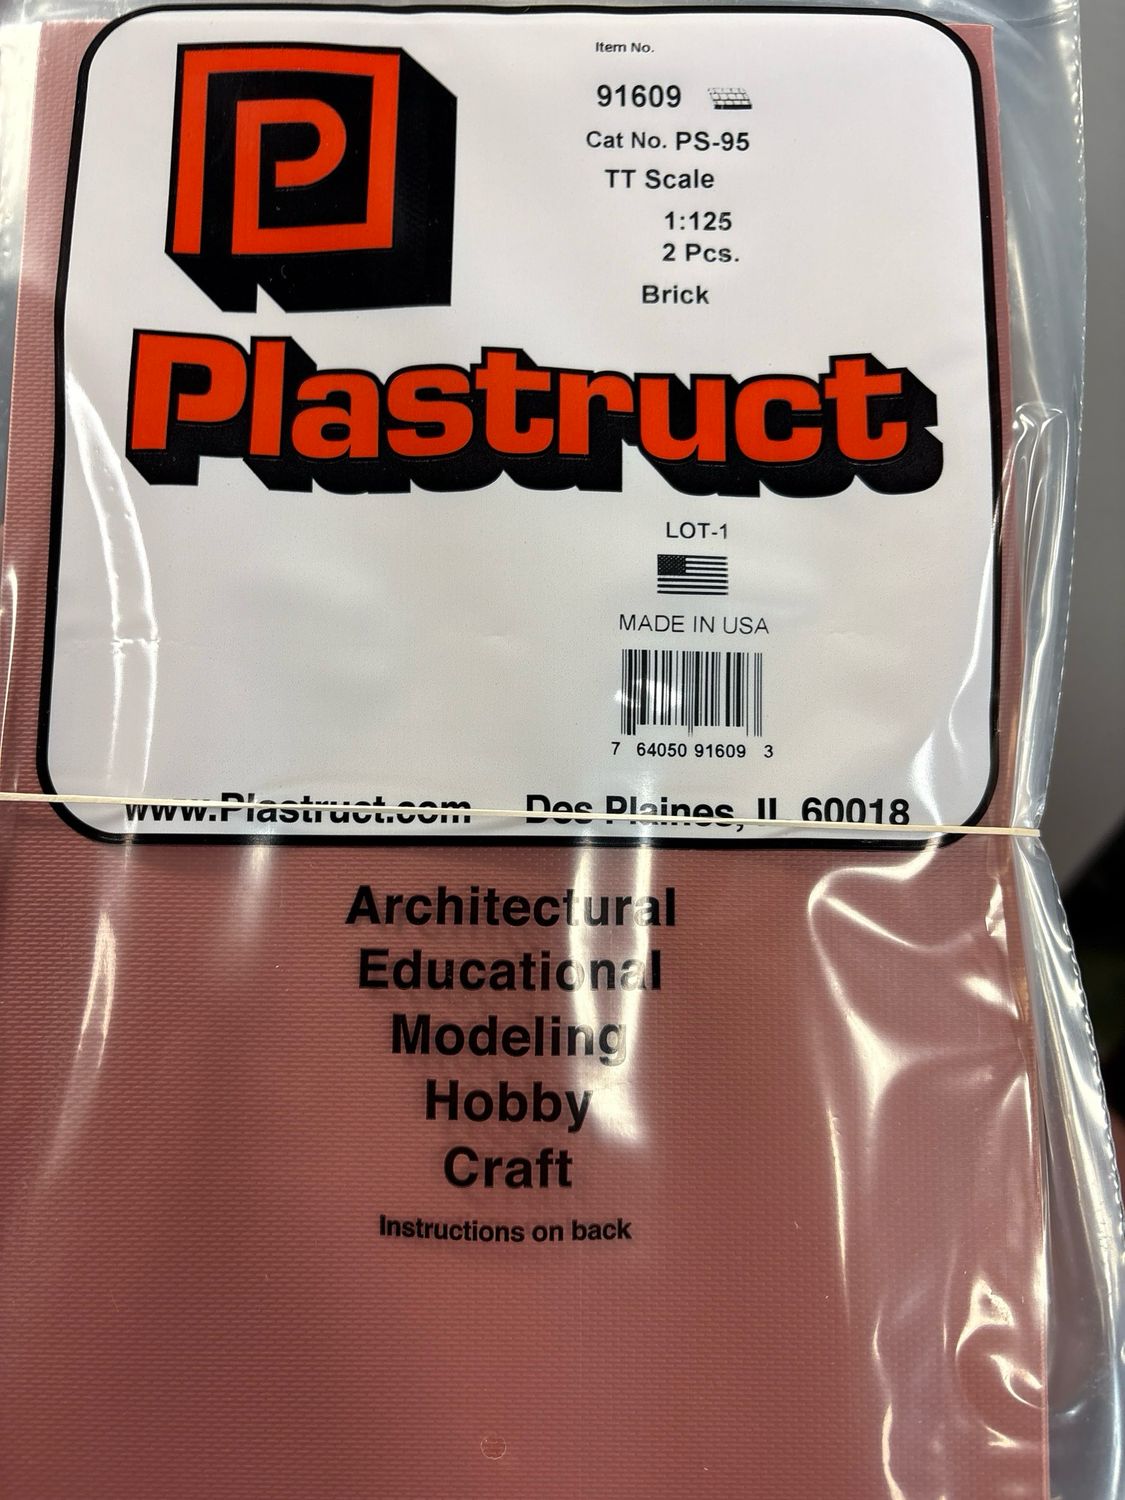 Item No.
91609
Cat No. PS-95
TT Scale
1:125
2 Pcs.
Brick
P
Plastruct
LOT-1
MADE IN USA
7 64050 91609 3
www.Plastruct.com Des Plaines, IL 60018
Architectural
Educational
Modeling
Hobby
Craft
Instructions on back